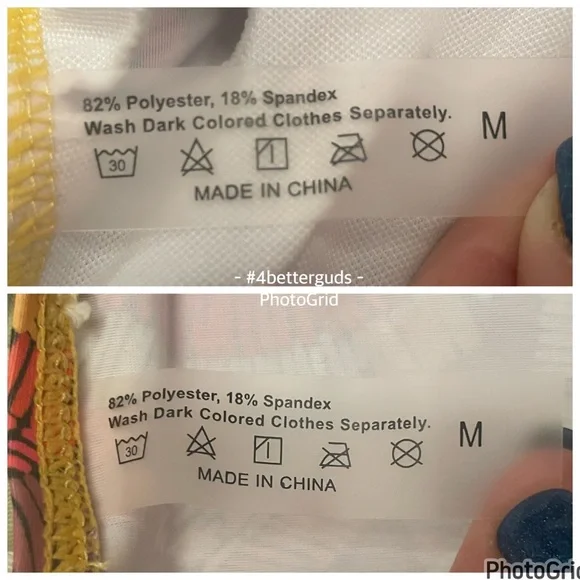 82% Polyester, 18% Spandex
Wash Dark Colored Clothes Separately.
M
30
MADE IN CHINA
- #4betterguds -
PhotoGrid
82% Polyester, 18% Spandex
Wash Dark Colored Clothes Separately.
M
30
MADE IN CHINA
PhotoGrid